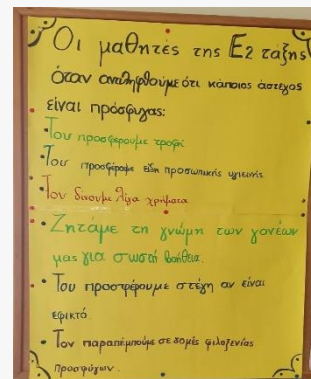 Οι μαθητές της Ε2 τάξης
όταν αντιληφθούμε ότι κάποιος άστεγος
είναι πρόσφυγας:
• Του προσφέρουμε τροφή
• Του προσφέρουμε είδη προσωπικής υγιεινής
• Του δίνουμε λίγα χρήματα
• Ζητάμε τη γνώμη των γονέων
μας για σωστή βοήθεια.
• Του προσφέρουμε στέγη αν είναι
εφικτό
• Τον παραπέμπουμε σε δομές φιλοξενίας
προσφύγων.